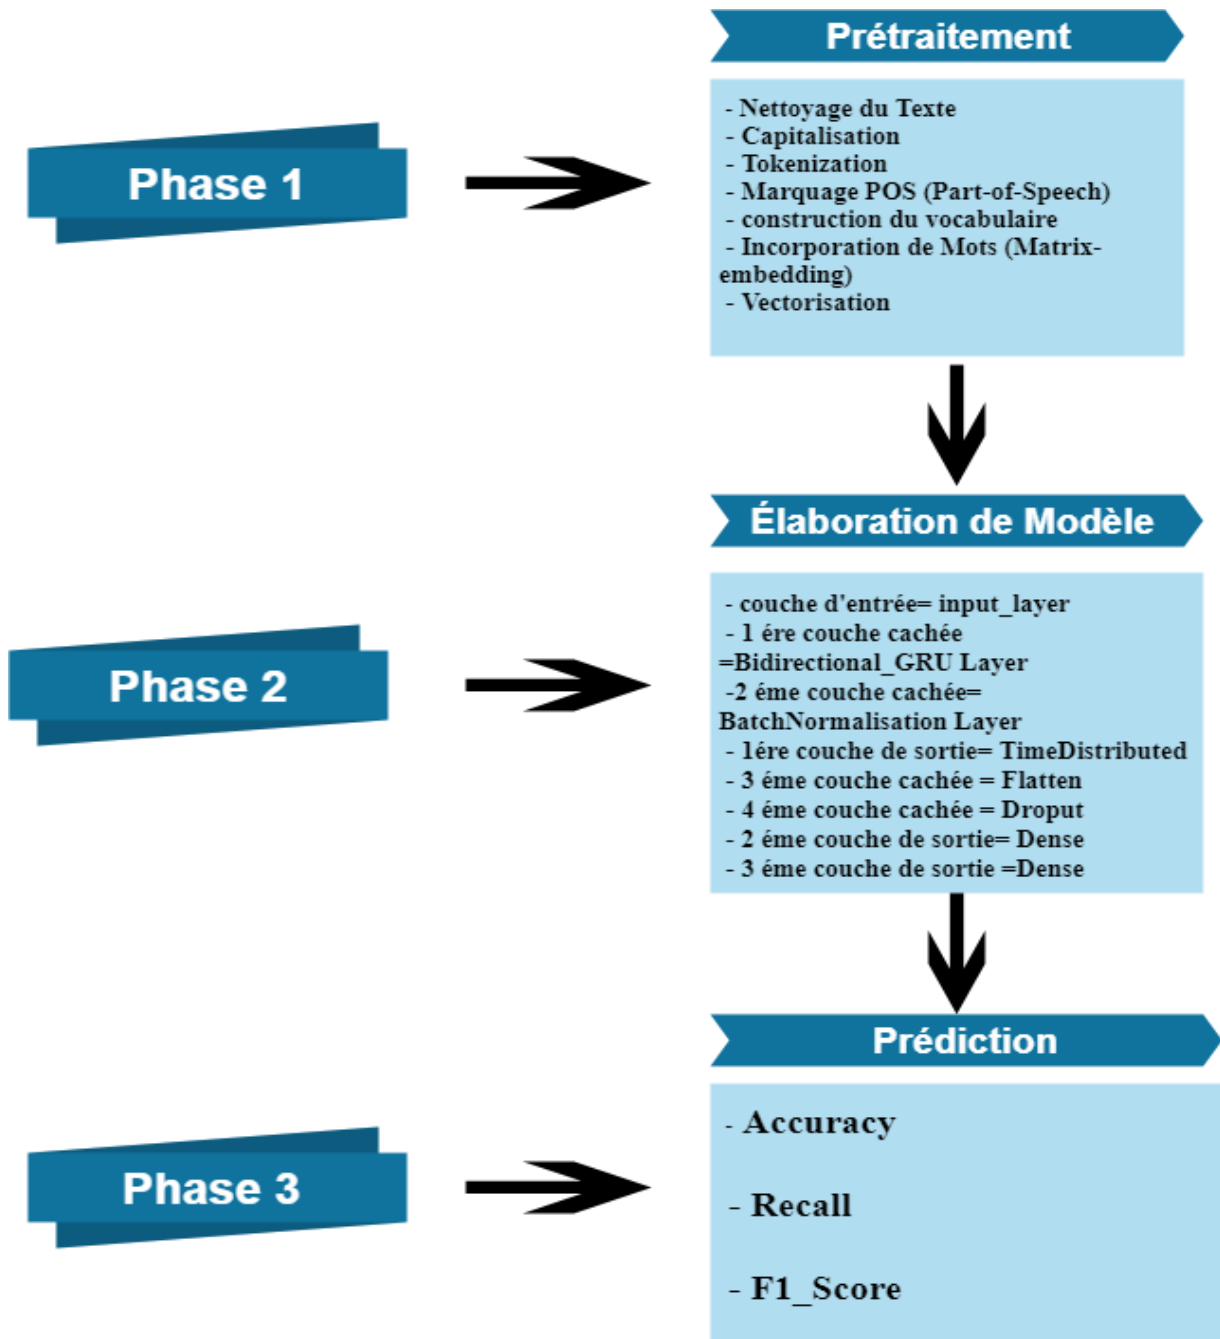 Prétraitement
Phase 1
- Nettoyage du Texte
- Capitalisation
- Tokenization
- Marquage POS (Part-of-Speech)
- construction du vocabulaire
- Incorporation de Mots (Matrix-
embedding)
- Vectorisation
Élaboration de Modèle
Phase 2
- couche d'entrée= input_layer
- 1 ére couche cachée
=Bidirectional_GRU Layer
-2 éme couche cachée=
BatchNormalisation Layer
- 1ére couche de sortie= TimeDistributed
- 3 éme couche cachée = Flatten
- 4 éme couche cachée = Droput
- 2 éme couche de sortie= Dense
- 3 éme couche de sortie =Dense
Prédiction
Phase 3
- Accuracy
- Recall
- F1_Score